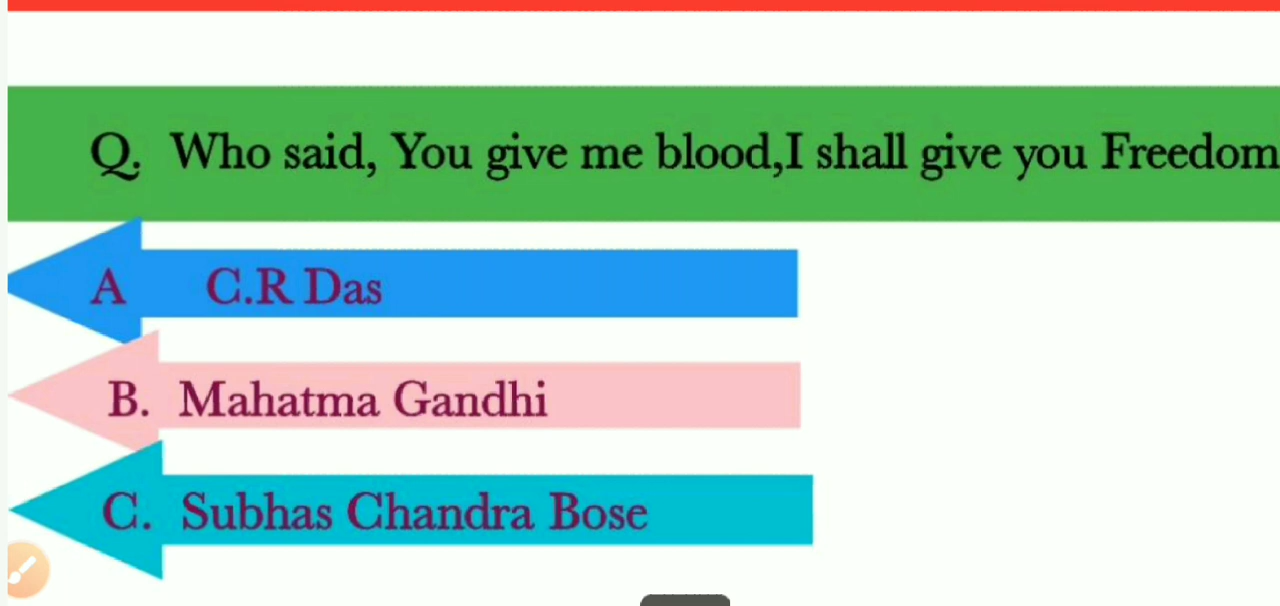 Q. Who said, You give me blood,I shall give you Freedom
A C.R Das
B. Mahatma Gandhi
C. Subhas Chandra Bose